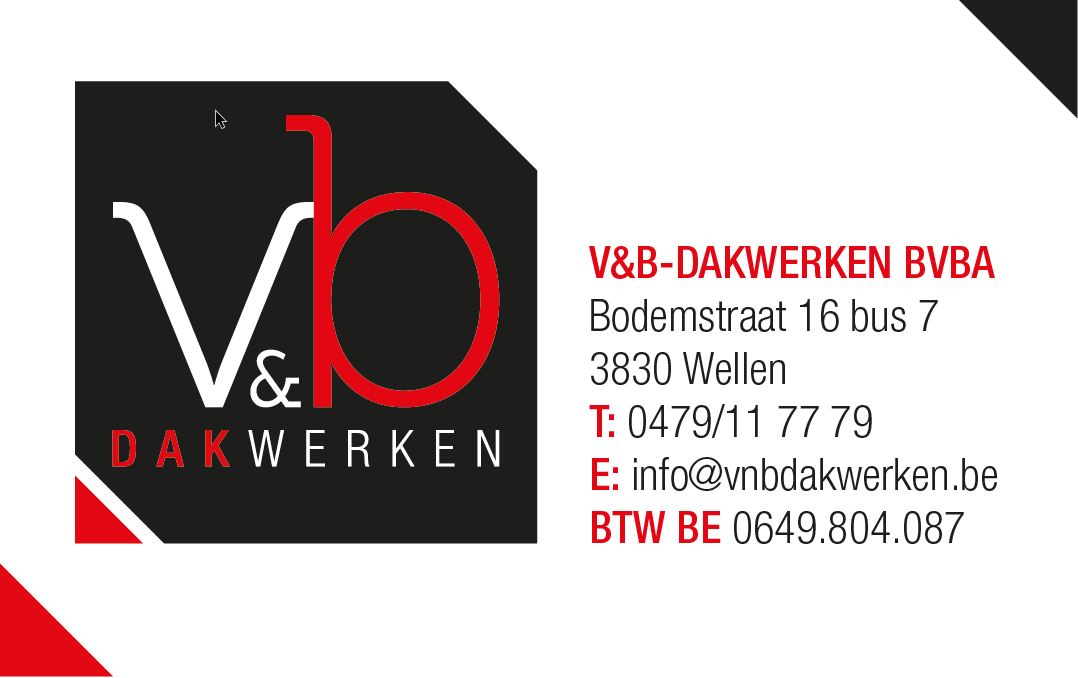 v&b
DAKWERKEN
V&B-DAKWERKEN BVBA
Bodemstraat 16 bus 7
3830 Wellen
T: 0479/11 77 79
E: info@vnbdakwerken.be
BTW BE 0649.804.087